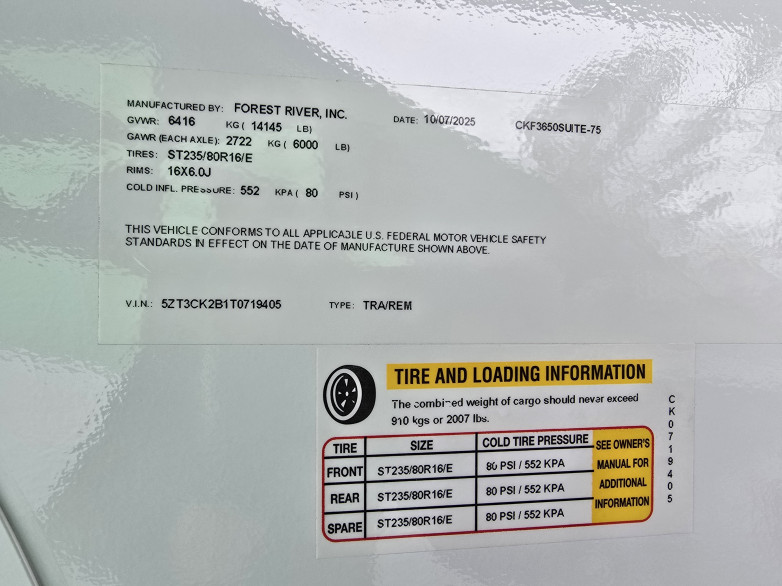 MANUFACTURED BY: FOREST RIVER, INC.
DATE: 10/07/2025
CKF3650SUITE-75
GVWR: 6416 KG ( 14145 LB)
GAWR (EACH AXLE): 2722 KG ( 6000 LB)
TIRES: ST235/80R16/E
RIMS: 16X6.0J
COLD INFL. PRESSURE: 552 KPA ( 80 PSI )
THIS VEHICLE CONFORMS TO ALL APPLICABLE U.S. FEDERAL MOTOR VEHICLE SAFETY
STANDARDS IN EFFECT ON THE DATE OF MANUFACTURE SHOWN ABOVE.
V.I.N.: 5ZT3CK2B1T0719405 TYPE: TRA/REM
TIRE AND LOADING INFORMATION
The combined weight of cargo should never exceed
910 kgs or 2007 lbs.
TIRE SIZE COLD TIRE PRESSURE
FRONT ST235/80R16/E 80 PSI / 552 KPA
REAR ST235/80R16/E 80 PSI / 552 KPA
SPARE ST235/80R16/E 80 PSI / 552 KPA
SEE OWNER'S
MANUAL FOR
ADDITIONAL
INFORMATION
CK0719405